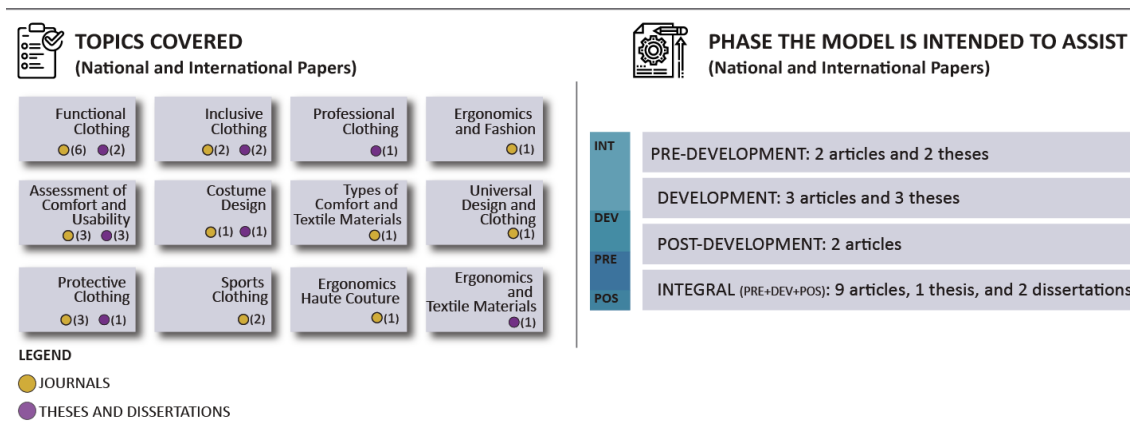 TOPICS COVERED
(National and International Papers)
Functional
Clothing
(6) (2)
Inclusive
Clothing
(2) (2)
Professional
Clothing
(1)
Ergonomics
and Fashion
(1)
Assessment of
Comfort and
Usability
(3) (3)
Costume
Design
(1) (1)
Types of
Comfort and
Textile Materials
(1)
Universal
Design and
Clothing
(1)
Protective
Clothing
(3) (1)
Sports
Clothing
(2)
Ergonomics
Haute Couture
(1)
Ergonomics
and
Textile Materials
(1)
LEGEND
JOURNALS
THESES AND DISSERTATIONS
PHASE THE MODEL IS INTENDED TO ASSIST
(National and International Papers)
INT
DEV
PRE
POS
PRE-DEVELOPMENT: 2 articles and 2 theses
DEVELOPMENT: 3 articles and 3 theses
POST-DEVELOPMENT: 2 articles
INTEGRAL (PRE+DEV+POS): 9 articles, 1 thesis, and 2 dissertations